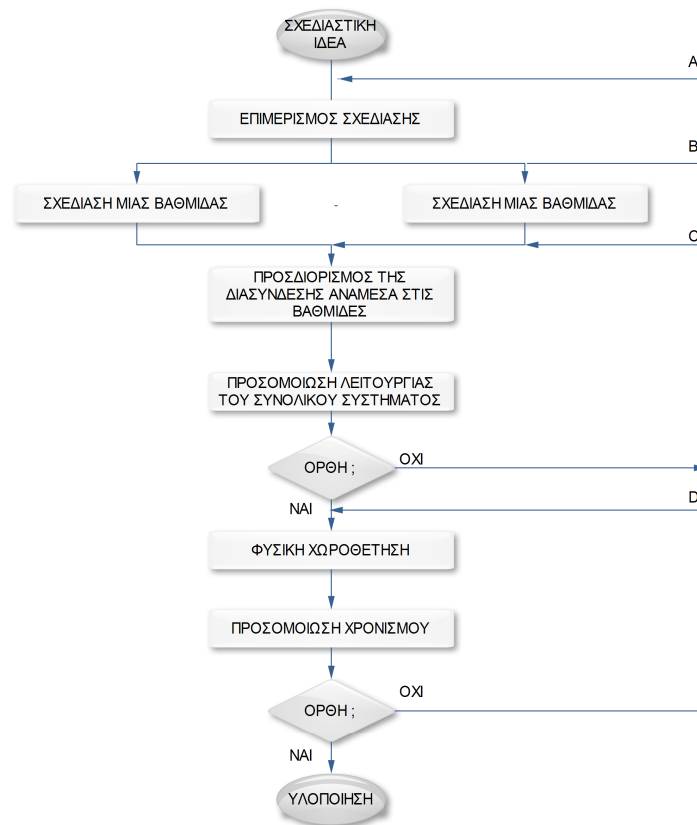 ΣΧΕΔΙΑΣΤΙΚΗ
ΙΔΕΑ
A
ΕΠΙΜΕΡΙΣΜΟΣ ΣΧΕΔΙΑΣΗΣ
B
ΣΧΕΔΙΑΣΗ ΜΙΑΣ ΒΑΘΜΙΔΑΣ
-
ΣΧΕΔΙΑΣΗ ΜΙΑΣ ΒΑΘΜΙΔΑΣ
C
ΠΡΟΣΔΙΟΡΙΣΜΟΣ ΤΗΣ
ΔΙΑΣΥΝΔΕΣΗΣ ΑΝΑΜΕΣΑ ΣΤΙΣ
ΒΑΘΜΙΔΕΣ
ΠΡΟΣΟΜΟΙΩΣΗ ΛΕΙΤΟΥΡΓΙΑΣ
ΤΟΥ ΣΥΝΟΛΙΚΟΥ ΣΥΣΤΗΜΑΤΟΣ
ΟΡΘΗ ;
ΟΧΙ
ΝΑΙ
D
ΦΥΣΙΚΗ ΧΩΡΟΘΕΤΗΣΗ
ΠΡΟΣΟΜΟΙΩΣΗ ΧΡΟΝΙΣΜΟΥ
ΟΡΘΗ ;
ΟΧΙ
ΝΑΙ
ΥΛΟΠΟΙΗΣΗ